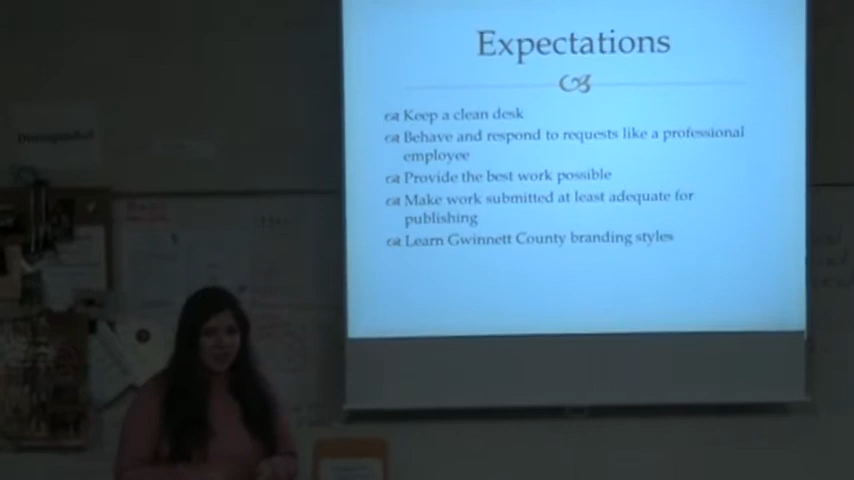 Expectations
Keep a clean desk
Behave and respond to requests like a professional
employee
Provide the best work possible
Make work submitted at least adequate for
publishing
Learn Gwinnett County branding styles